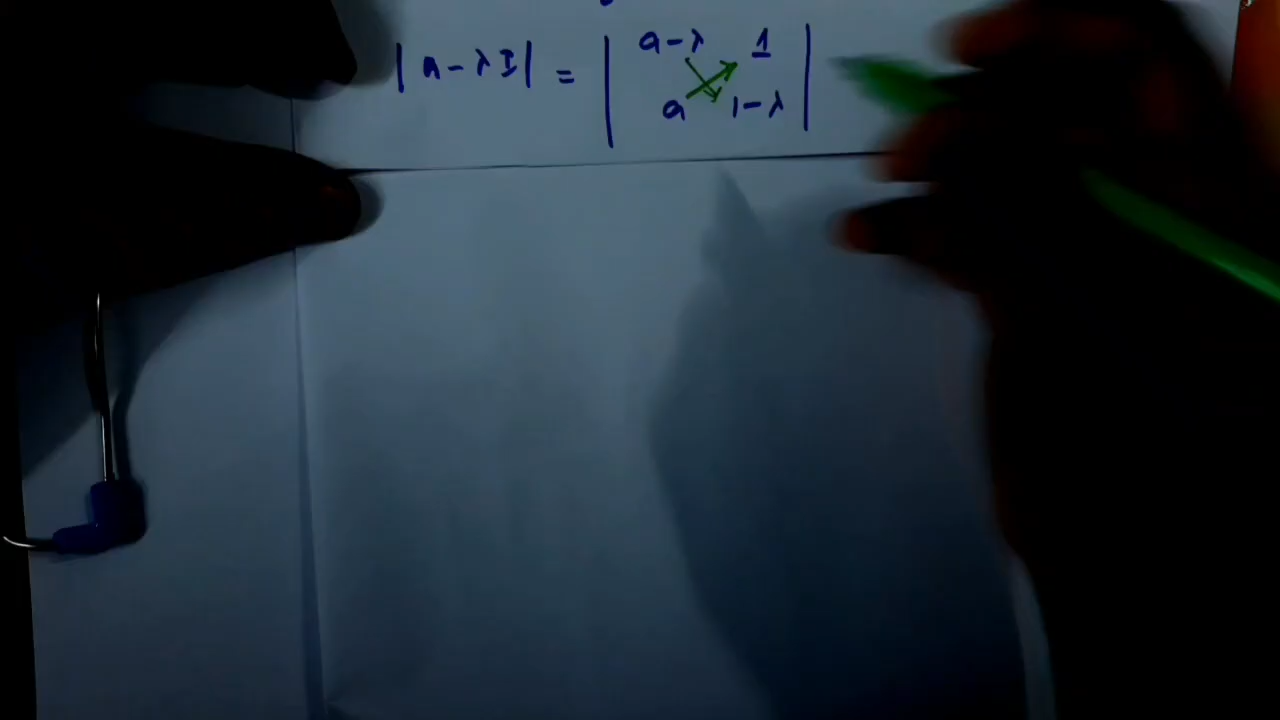 |A-λI| = | a-λ 1 |
| a 1-λ |